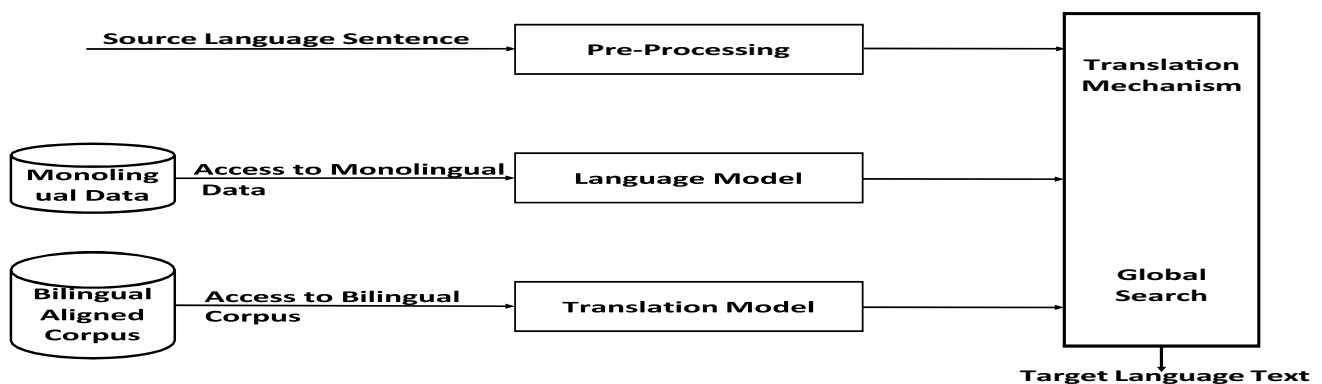 Source Language Sentence
Pre-Processing
Translation
Mechanism
Monoling
ual Data
Access to Monolingual
Data
Language Model
Global
Search
Bilingual
Aligned
Corpus
Access to Bilingual
Corpus
Translation Model
Target Language Text